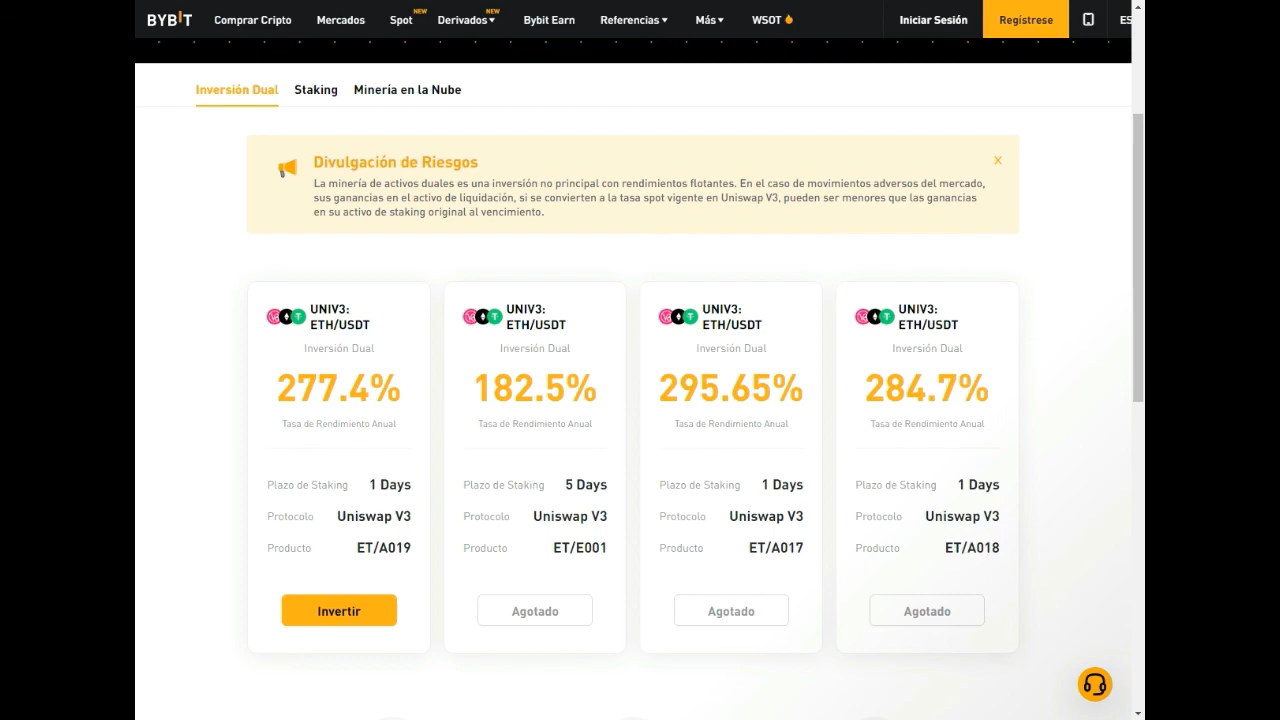 BYBIT Comprar Cripto Mercados Spot NEW Derivados NEW Bybit Earn Referencias Más WSOT Iniciar Sesión Regístrese ES
Inversión Dual Staking Minería en la Nube
Divulgación de Riesgos X
La minería de activos duales es una inversión no principal con rendimientos flotantes. En el caso de movimientos adversos del mercado,
sus ganancias en el activo de liquidación, si se convierten a la tasa spot vigente en Uniswap V3, pueden ser menores que las ganancias
en su activo de staking original al vencimiento.
UNIV3:
ETH/USDT
Inversión Dual
277.4%
Tasa de Rendimiento Anual
Plazo de Staking 1 Days
Protocolo Uniswap V3
Producto ET/A019
Invertir
UNIV3:
ETH/USDT
Inversión Dual
182.5%
Tasa de Rendimiento Anual
Plazo de Staking 5 Days
Protocolo Uniswap V3
Producto ET/E001
Agotado
UNIV3:
ETH/USDT
Inversión Dual
295.65%
Tasa de Rendimiento Anual
Plazo de Staking 1 Days
Protocolo Uniswap V3
Producto ET/A017
Agotado
UNIV3:
ETH/USDT
Inversión Dual
284.7%
Tasa de Rendimiento Anual
Plazo de Staking 1 Days
Protocolo Uniswap V3
Producto ET/A018
Agotado